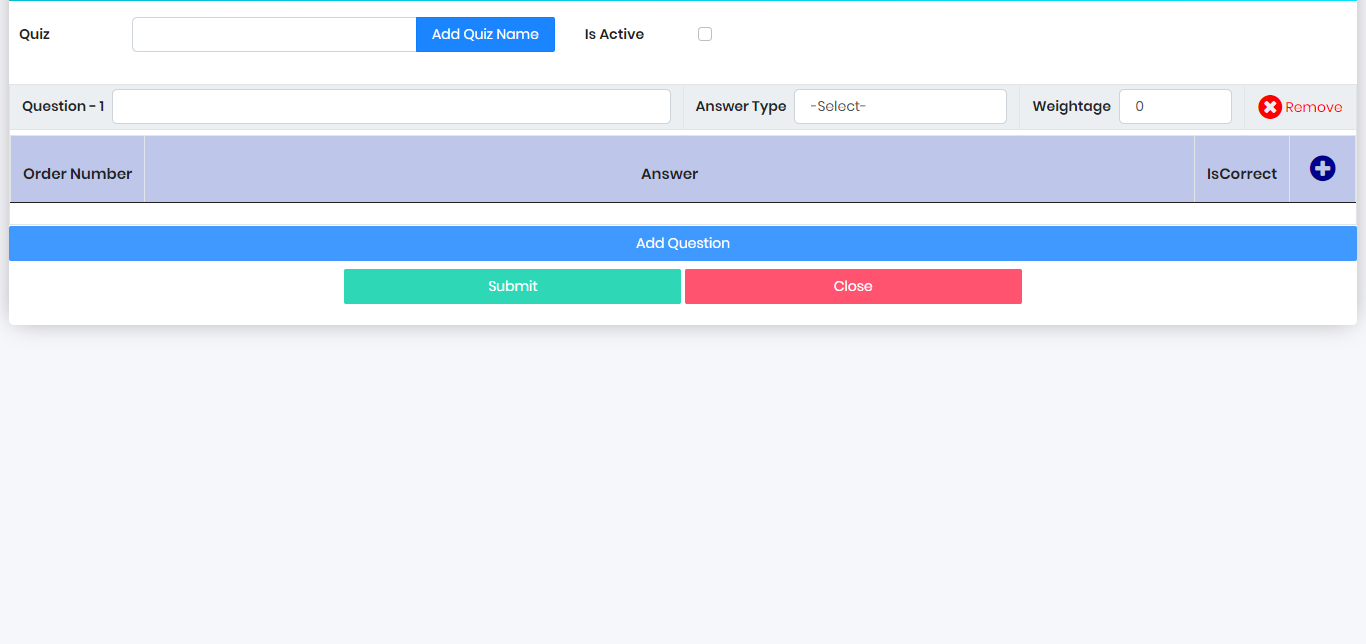 Quiz Add Quiz Name Is Active
Question - 1 Answer Type -Select- Weightage 0 Remove
Order Number Answer IsCorrect
Add Question
Submit Close